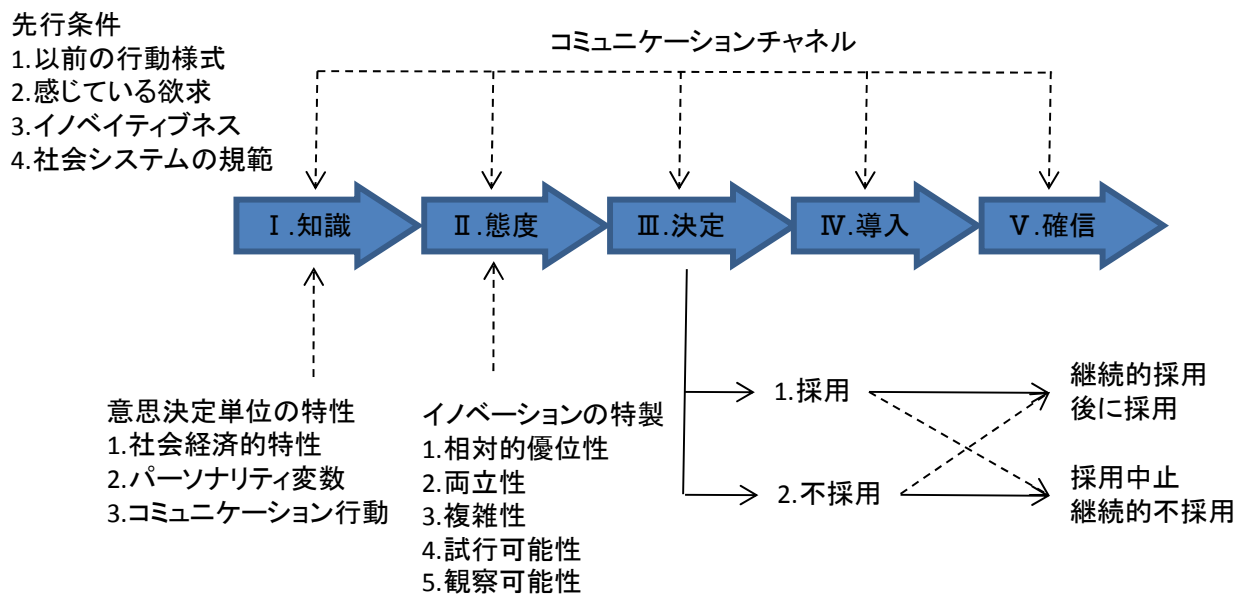 先行条件
1.以前の行動様式
2.感じている欲求
3.イノベイティブネス
4.社会システムの規範
コミュニケーションチャネル
Ⅰ.知識
Ⅱ.態度
Ⅲ.決定
Ⅳ.導入
Ⅴ.確信
意思決定単位の特性
1.社会経済的特性
2.パーソナリティ変数
3.コミュニケーション行動
イノベーションの特製
1.相対的優位性
2.両立性
3.複雑性
4.試行可能性
5.観察可能性
1.採用
2.不採用
継続的採用
後に採用
採用中止
継続的不採用